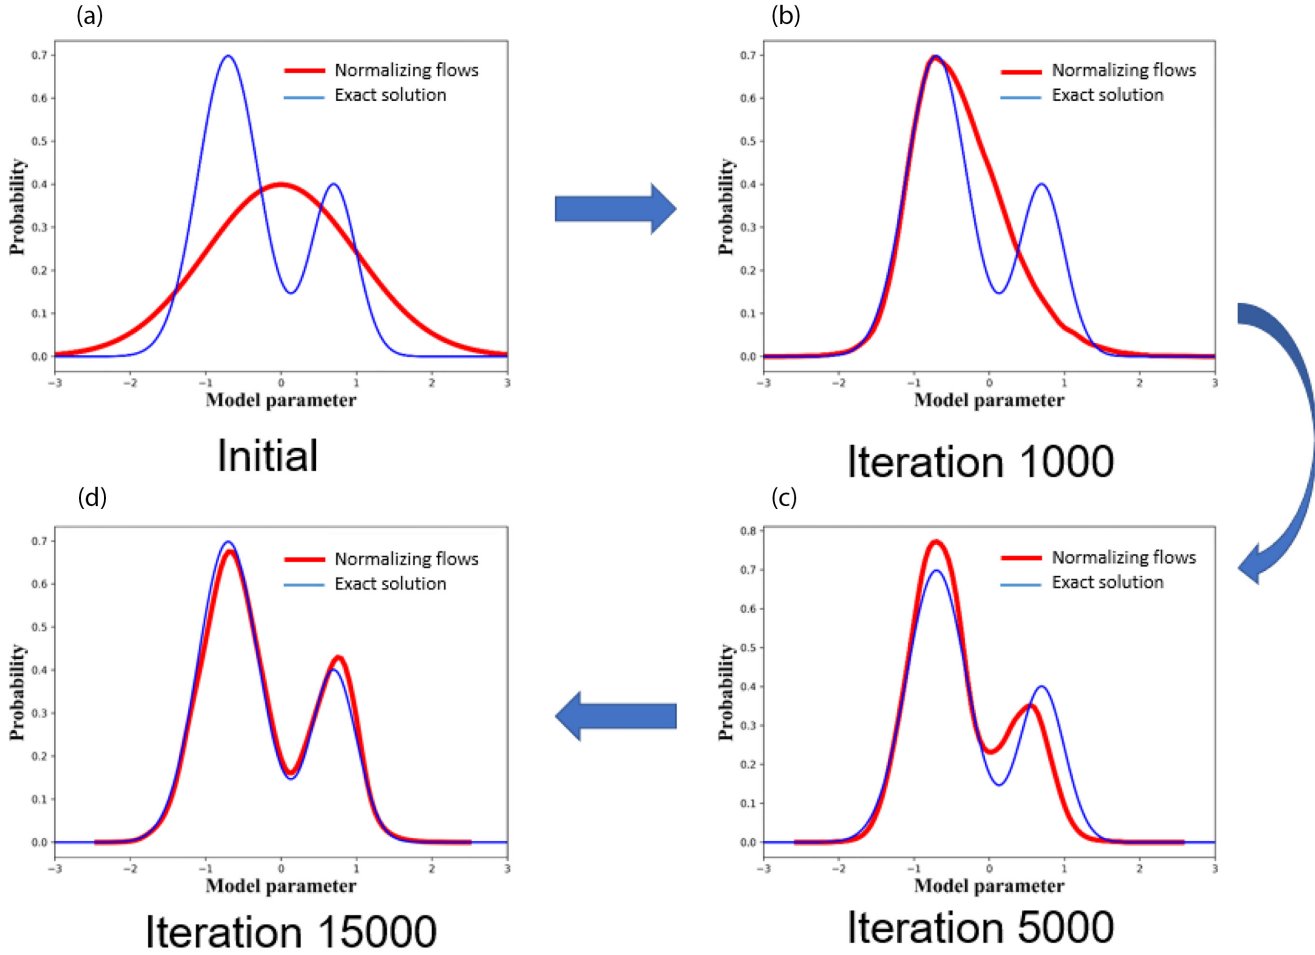 (a)
0.7
0.6
0.5
0.4
0.3
0.2
0.1
0.0
Probability
Normalizing flows
Exact solution
−3 −2 −1 0 1 2 3
Model parameter
Initial
(b)
0.7
0.6
0.5
0.4
0.3
0.2
0.1
0.0
Probability
Normalizing flows
Exact solution
−3 −2 −1 0 1 2 3
Model parameter
Iteration 1000
(d)
0.7
0.6
0.5
0.4
0.3
0.2
0.1
0.0
Probability
Normalizing flows
Exact solution
−3 −2 −1 0 1 2 3
Model parameter
Iteration 15000
(c)
0.8
0.7
0.6
0.5
0.4
0.3
0.2
0.1
0.0
Probability
Normalizing flows
Exact solution
−3 −2 −1 0 1 2 3
Model parameter
Iteration 5000